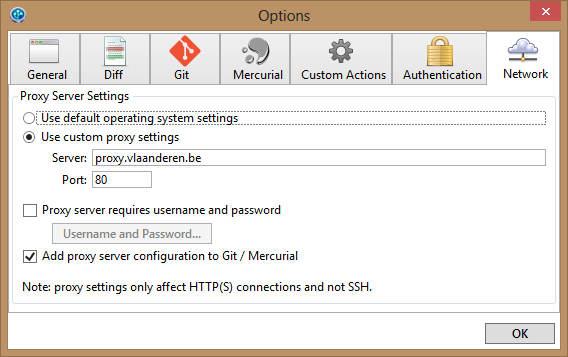 Options
General Diff Git Mercurial Custom Actions Authentication Network
Proxy Server Settings
Use default operating system settings
Use custom proxy settings
Server: proxy.vlaanderen.be
Port: 80
Proxy server requires username and password
Username and Password...
Add proxy server configuration to Git / Mercurial
Note: proxy settings only affect HTTP(S) connections and not SSH.
OK